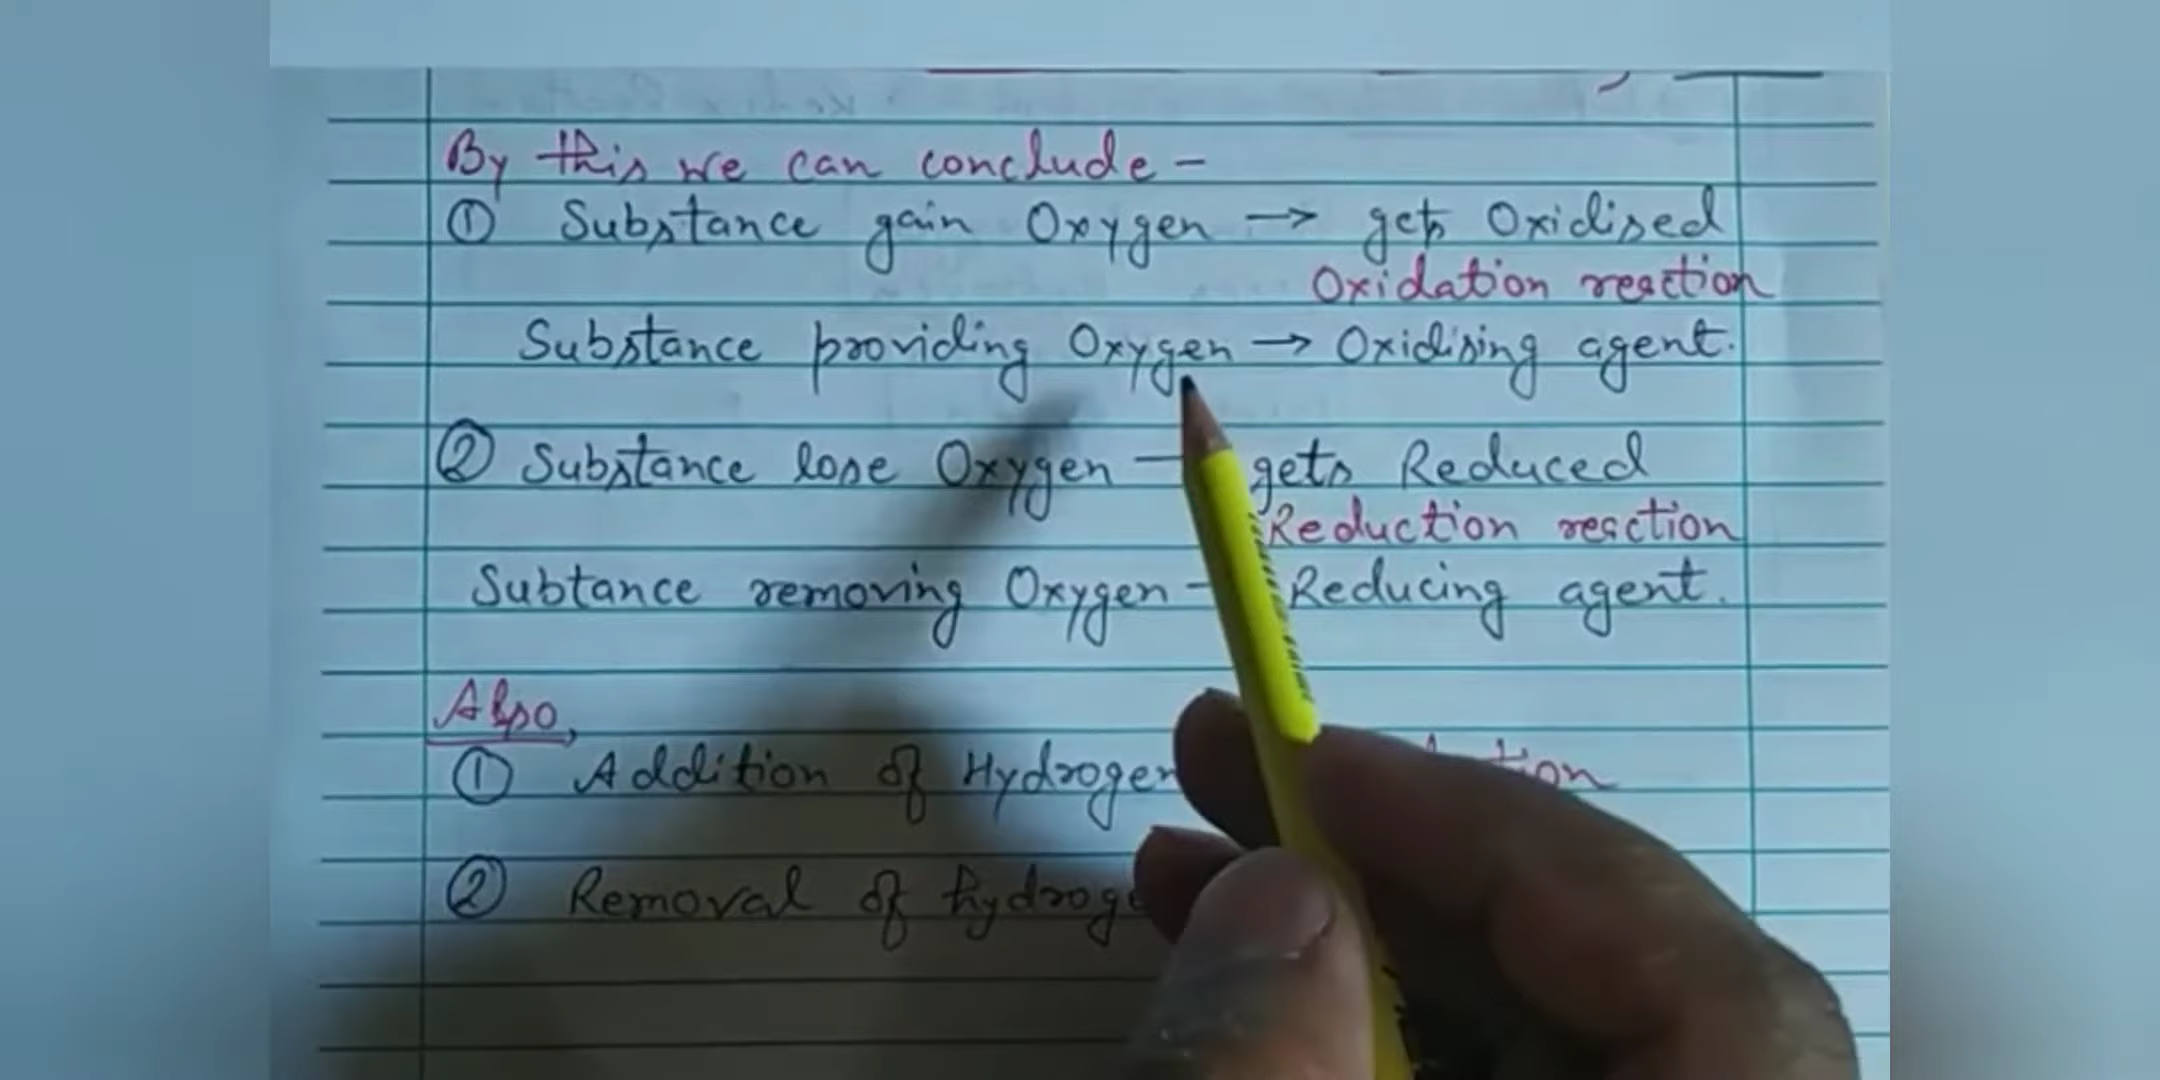 By this we can conclude -
① Substance gain Oxygen → gets Oxidised
Oxidation reaction
Substance providing Oxygen → Oxidising agent.
② Substance lose Oxygen - gets Reduced
Reduction reaction
Subtance removing Oxygen - Reducing agent.
Also,
① Addition of Hydrogen
② Removal of